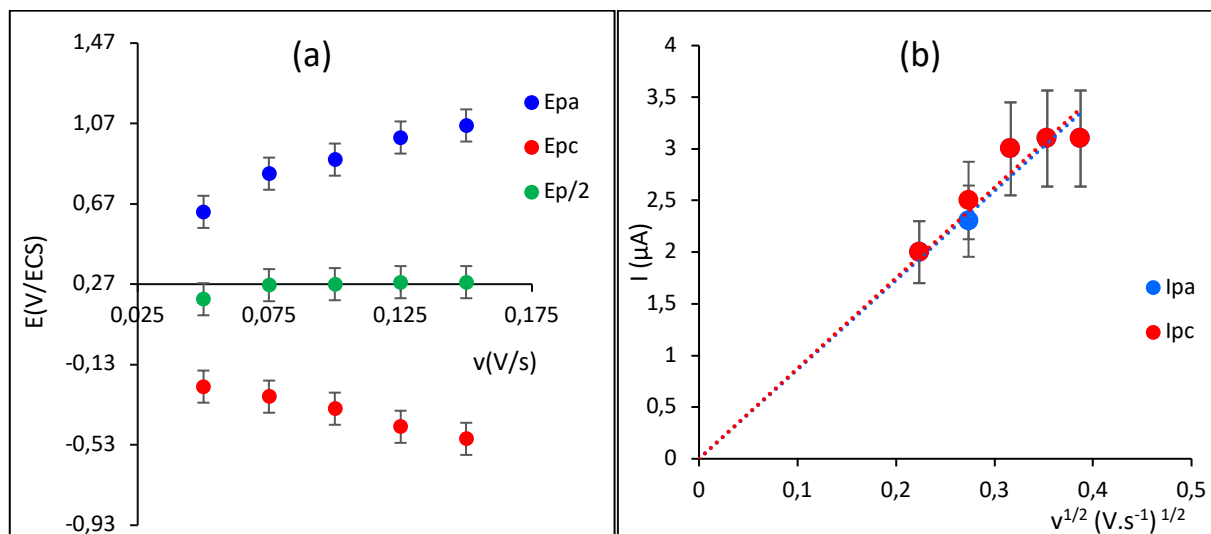 (a)
1,47
1,07
0,67
0,27
-0,13
-0,53
-0,93
E(V/ECS)
0,025
0,075
0,125
0,175
v(V/s)
Epa
Epc
Ep/2
(b)
4
3,5
3
2,5
2
1,5
1
0,5
0
I (µA)
0
0,1
0,2
0,3
0,4
0,5
v1/2 (V.s-1) 1/2
Ipa
Ipc